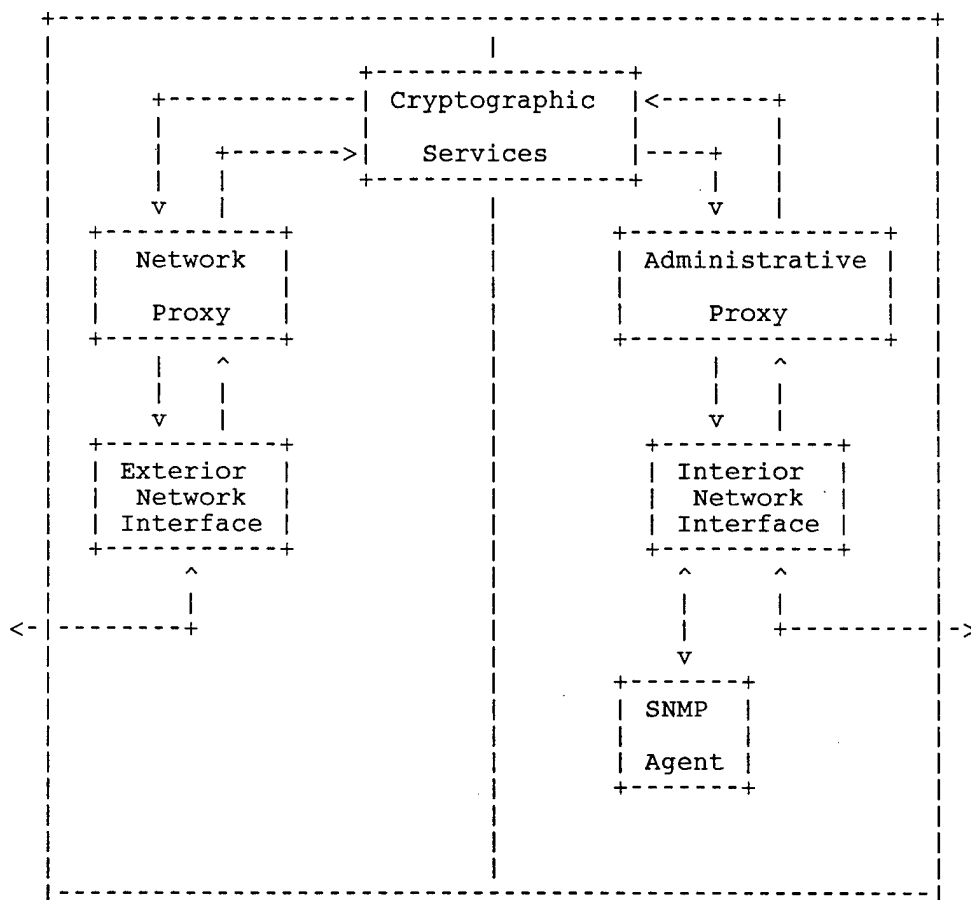 Cryptographic
Services
Network
Proxy
Administrative
Proxy
Exterior
Network
Interface
Interior
Network
Interface
SNMP
Agent